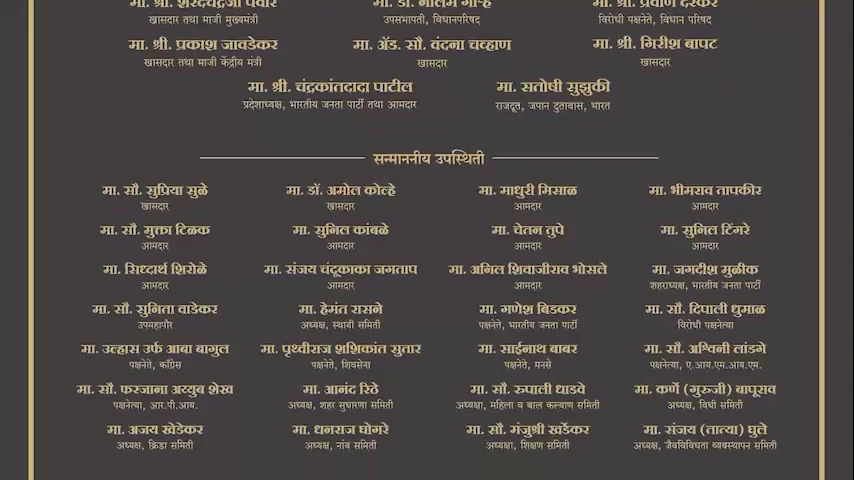 मा. श्री. शरदचंद्रजी पवार मा. डॉ. नीलम गोऱ्हे मा. श्री. प्रवीण दरेकर
खासदार तथा माजी मुख्यमंत्री उपसभापती, विधानपरिषद विरोधी पक्षनेते, विधान परिषद
मा. श्री. प्रकाश जावडेकर मा. ॲड. सौ. वंदना चव्हाण मा. श्री. गिरीश बापट
खासदार तथा माजी केंद्रीय मंत्री खासदार खासदार
मा. श्री. चंद्रकांतदादा पाटील मा. सतोषी सुझुकी
प्रदेशाध्यक्ष, भारतीय जनता पार्टी तथा आमदार राजदूत, जपान दुतावास, भारत
सन्माननीय उपस्थिती
मा. सौ. सुप्रिया सुळे मा. डॉ. अमोल कोल्हे मा. माधुरी मिसाळ मा. भीमराव तापकीर
खासदार खासदार आमदार आमदार
मा. सौ. मुक्ता टिळक मा. सुनिल कांबळे मा. चेतन तुपे मा. सुनिल टिंगरे
आमदार आमदार आमदार आमदार
मा. सिध्दार्थ शिरोळे मा. संजय चंदूकाका जगताप मा. अनिल शिवाजीराव भोसले मा. जगदीश मुळीक
आमदार आमदार आमदार शहराध्यक्ष, भारतीय जनता पार्टी
मा. सौ. सुनिता वाडेकर मा. हेमंत रासने मा. गणेश बिडकर मा. सौ. दिपाली धुमाळ
उपमहापौर अध्यक्ष, स्थायी समिती पक्षनेते, भारतीय जनता पार्टी विरोधी पक्षनेत्या
मा. उल्हास उर्फ आबा बागुल मा. पृथ्वीराज शशिकांत सुतार मा. साईनाथ बाबर मा. सौ. अश्विनी लांडगे
पक्षनेते, काँग्रेस पक्षनेते, शिवसेना पक्षनेते, मनसे पक्षनेत्या, ए.आय.एम.आय.एम.
मा. सौ. फरजाना अय्युब शेख मा. आनंद रिठे मा. सौ. रुपाली धाडवे मा. कर्णे (गुरुजी) बापूराव
पक्षनेत्या, आर.पी.आय. अध्यक्ष, शहर सुधारणा समिती अध्यक्षा, महिला व बाल कल्याण समिती अध्यक्ष, विधी समिती
मा. अजय खेडेकर मा. धनराज घोगरे मा. सौ. मंजुश्री खर्डेकर मा. संजय (तात्या) घुले
अध्यक्ष, क्रिडा समिती अध्यक्ष, नांव समिती अध्यक्षा, शिक्षण समिती अध्यक्ष, जैवविविधता व्यवस्थापन समिती